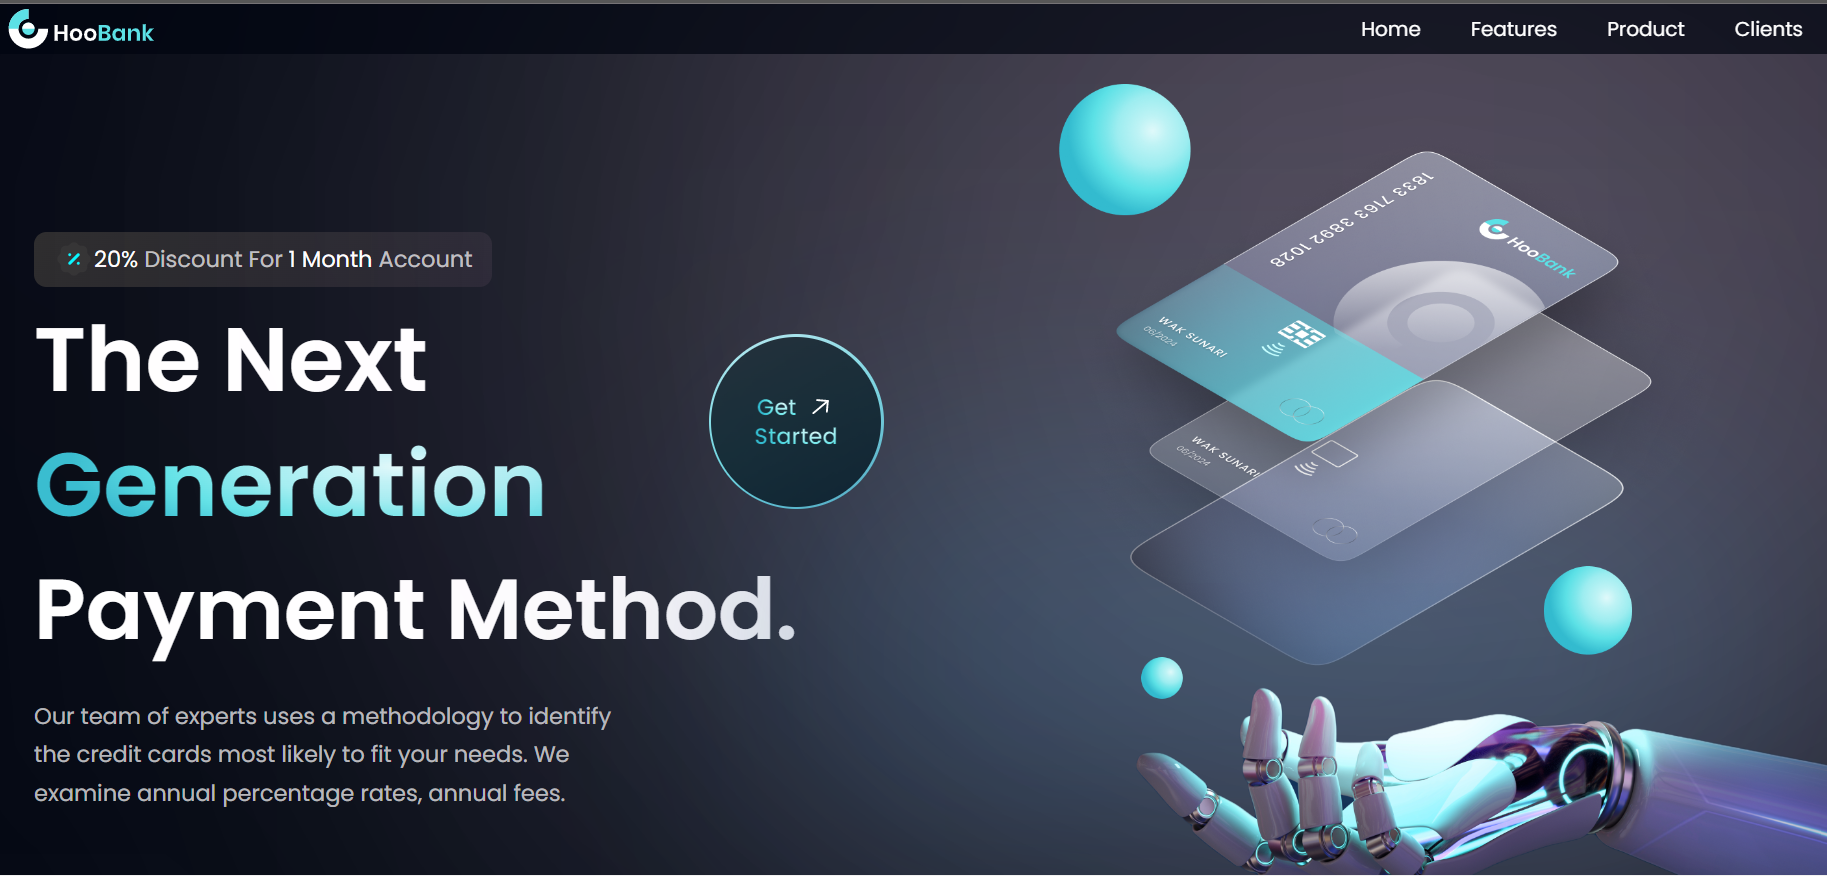 HooBank
Home
Features
Product
Clients
20% Discount For 1 Month Account
The Next
Generation
Payment Method.
Get
Started
Our team of experts uses a methodology to identify
the credit cards most likely to fit your needs. We
examine annual percentage rates, annual fees.
1833 7163 3892 1028
HooBank
WAK SUNARI
06/2024
WAK SUNARI
06/2024